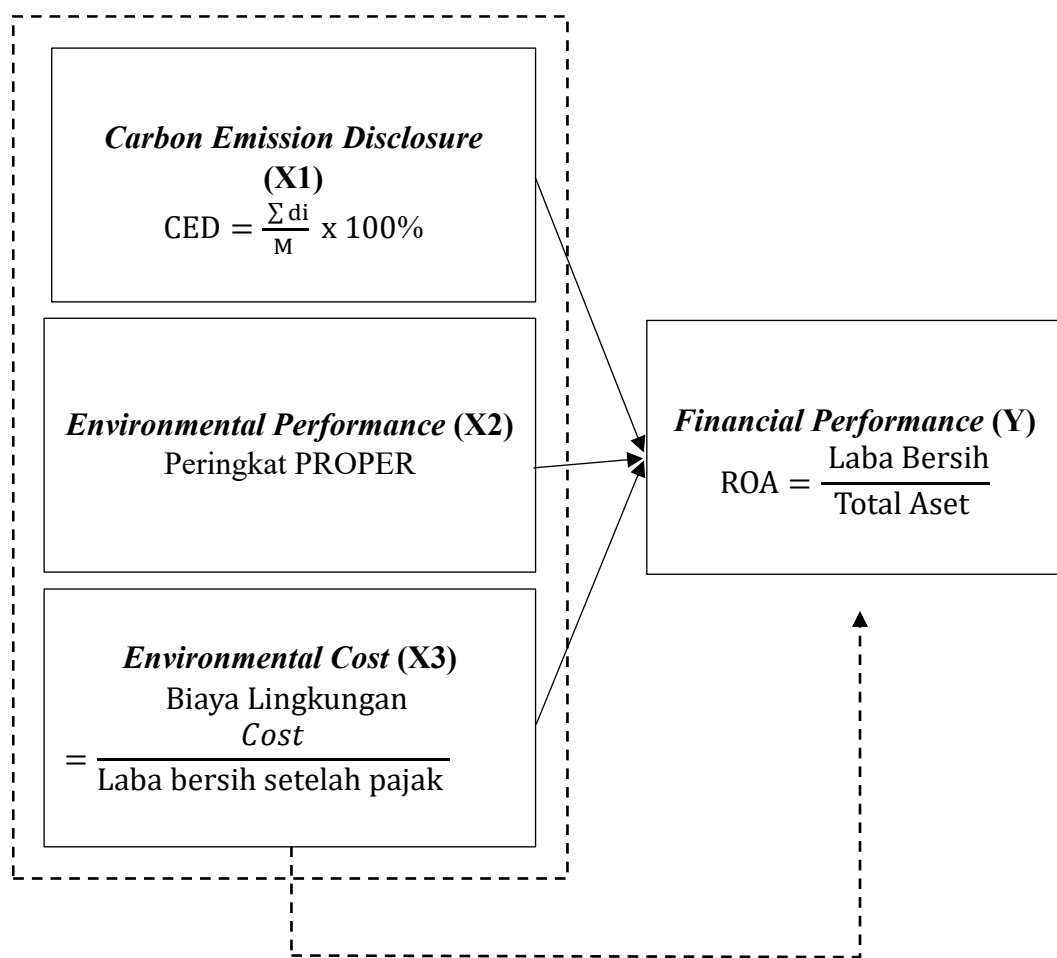 Carbon Emission Disclosure
(X1)
CED = ∑ di / M x 100%
Environmental Performance (X2)
Peringkat PROPER
Environmental Cost (X3)
Biaya Lingkungan
= Cost / Laba bersih setelah pajak
Financial Performance (Y)
ROA = Laba Bersih / Total Aset